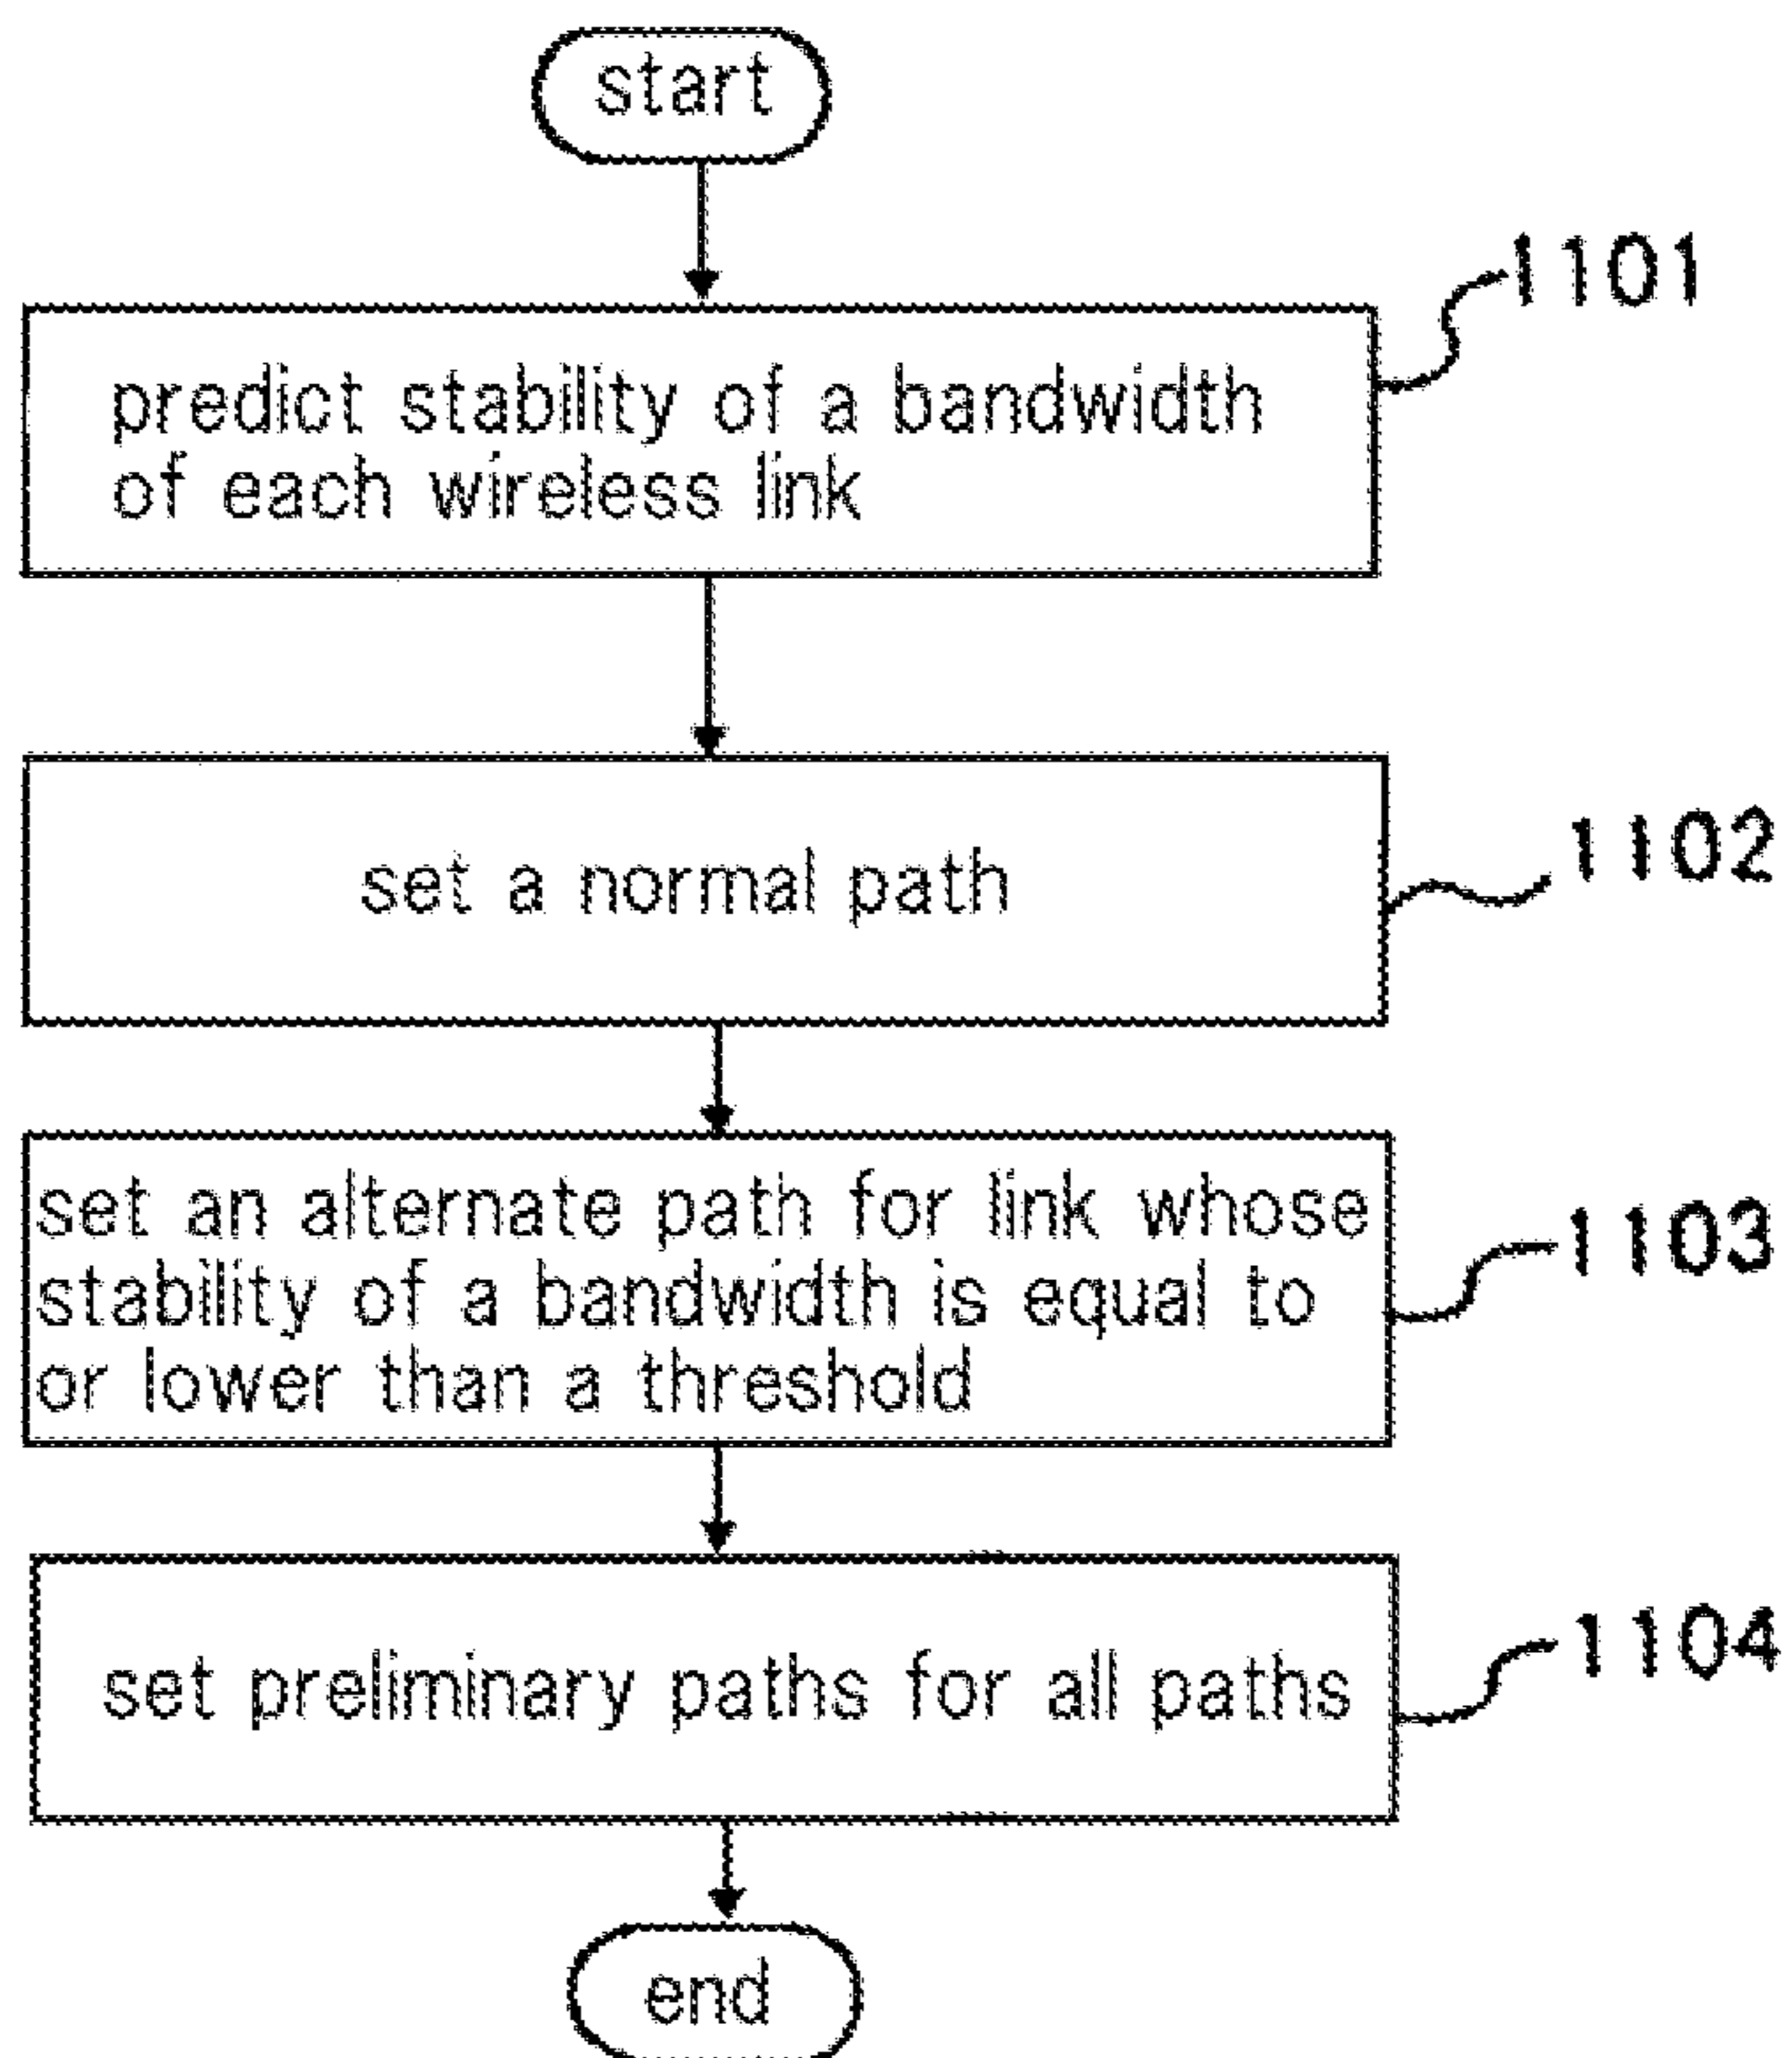 start
1101
predict stability of a bandwidth
of each wireless link
1102
set a normal path
set an alternate path for link whose
1103
stability of a bandwidth is equal to
or lower than a threshold
1104
set preliminary paths for all paths
end